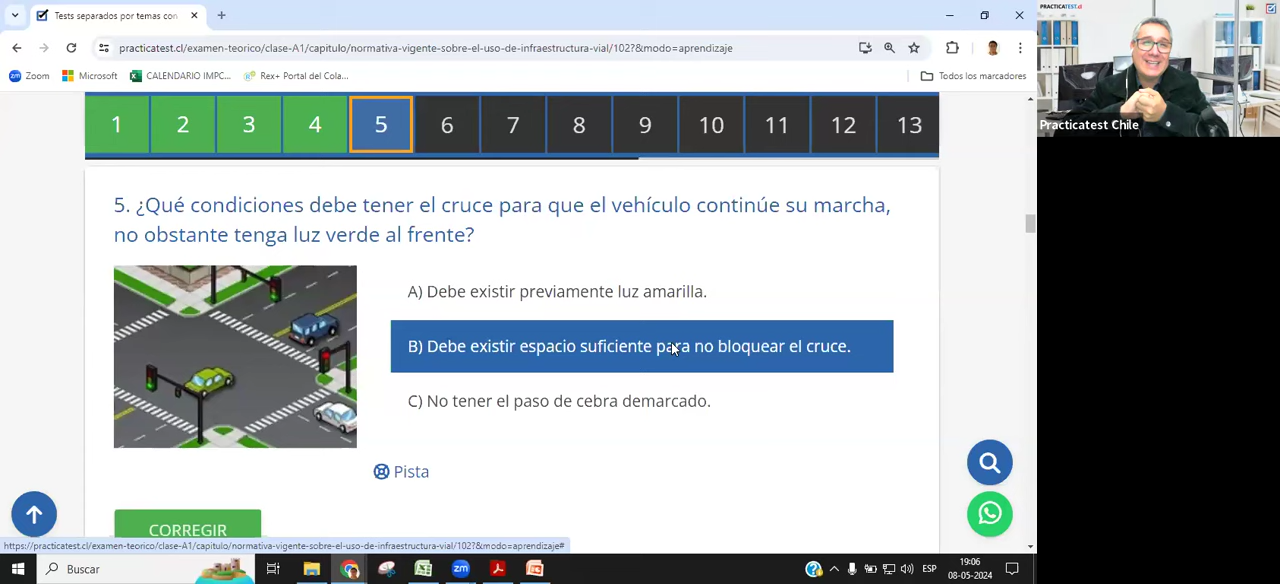 Tests separados por temas con
practicatest.cl/examen-teorico/clase-A1/capitulo/normativa-vigente-sobre-el-uso-de-infraestructura-vial/102?&modo=aprendizaje
Zoom
Microsoft
CALENDARIO IMPC...
Rex+ Portal del Cola...
Todos los marcadores
PRACTICATEST.cl
Practicatest Chile
1 2 3 4 5 6 7 8 9 10 11 12 13
5. ¿Qué condiciones debe tener el cruce para que el vehículo continúe su marcha,
no obstante tenga luz verde al frente?
A) Debe existir previamente luz amarilla.
B) Debe existir espacio suficiente para no bloquear el cruce.
C) No tener el paso de cebra demarcado.
Pista
CORREGIR
https://practicatest.cl/examen-teorico/clase-A1/capitulo/normativa-vigente-sobre-el-uso-de-infraestructura-vial/102?&modo=aprendizaje#
Buscar
ESP
19:06
08-05-2024